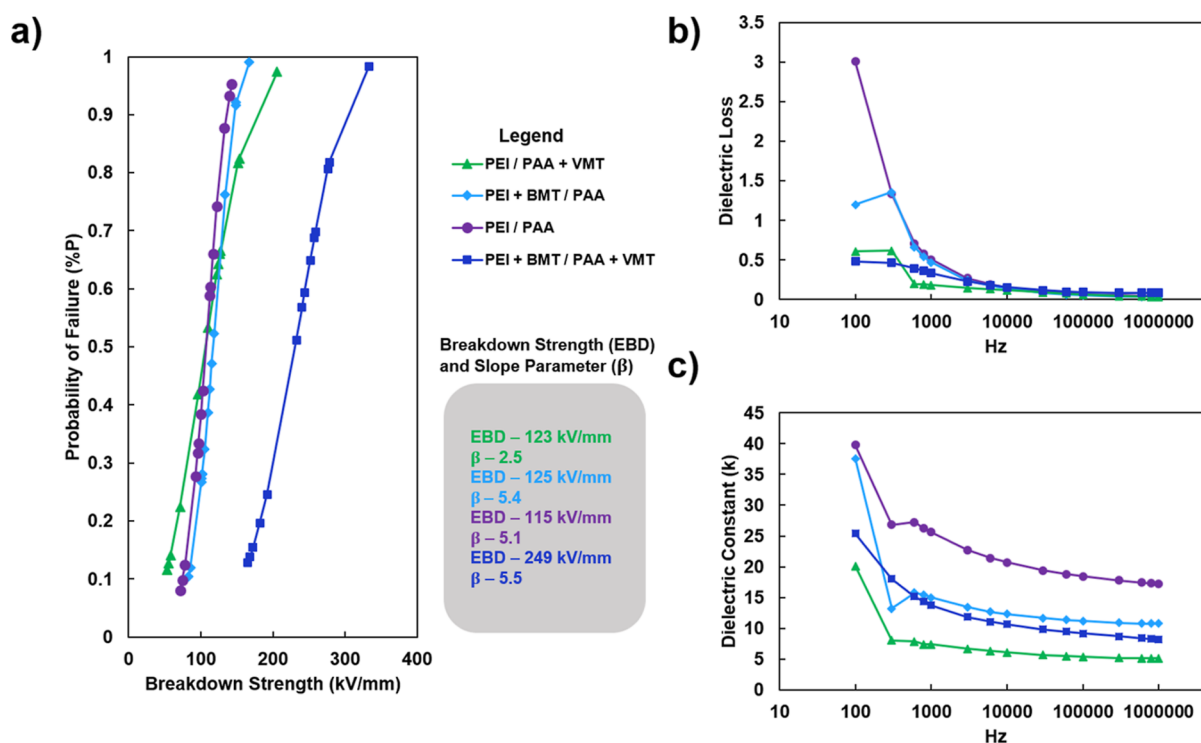 a)
1
0.9
0.8
0.7
0.6
0.5
0.4
0.3
0.2
0.1
0
Probability of Failure (%P)
0 100 200 300 400
Breakdown Strength (kV/mm)
Legend
PEI / PAA + VMT
PEI + BMT / PAA
PEI / PAA
PEI + BMT / PAA + VMT
Breakdown Strength (EBD)
and Slope Parameter (β)
EBD – 123 kV/mm
β – 2.5
EBD – 125 kV/mm
β – 5.4
EBD – 115 kV/mm
β – 5.1
EBD – 249 kV/mm
β – 5.5
b)
3.5
3
2.5
2
1.5
1
0.5
0
Dielectric Loss
10 100 1000 10000 100000 1000000
Hz
c)
45
40
35
30
25
20
15
10
5
0
Dielectric Constant (k)
10 100 1000 10000 100000 1000000
Hz